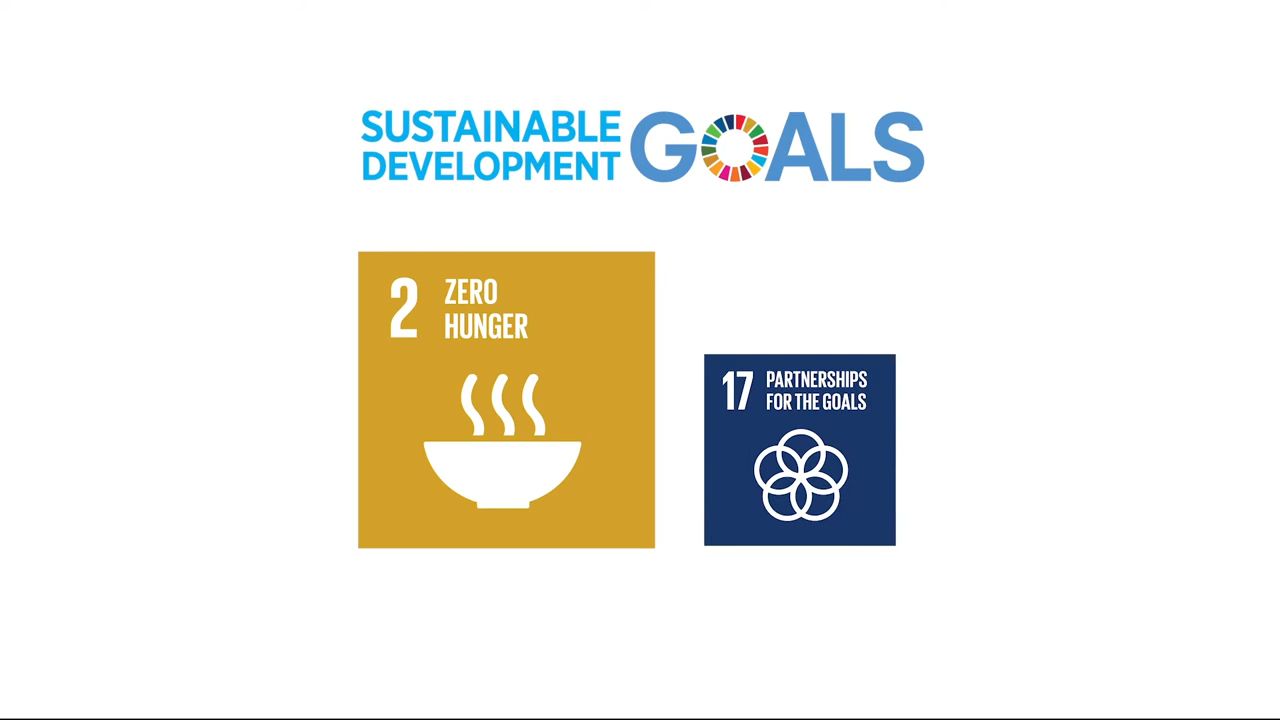 SUSTAINABLE
DEVELOPMENT
GOALS
2 ZERO
HUNGER
17 PARTNERSHIPS
FOR THE GOALS